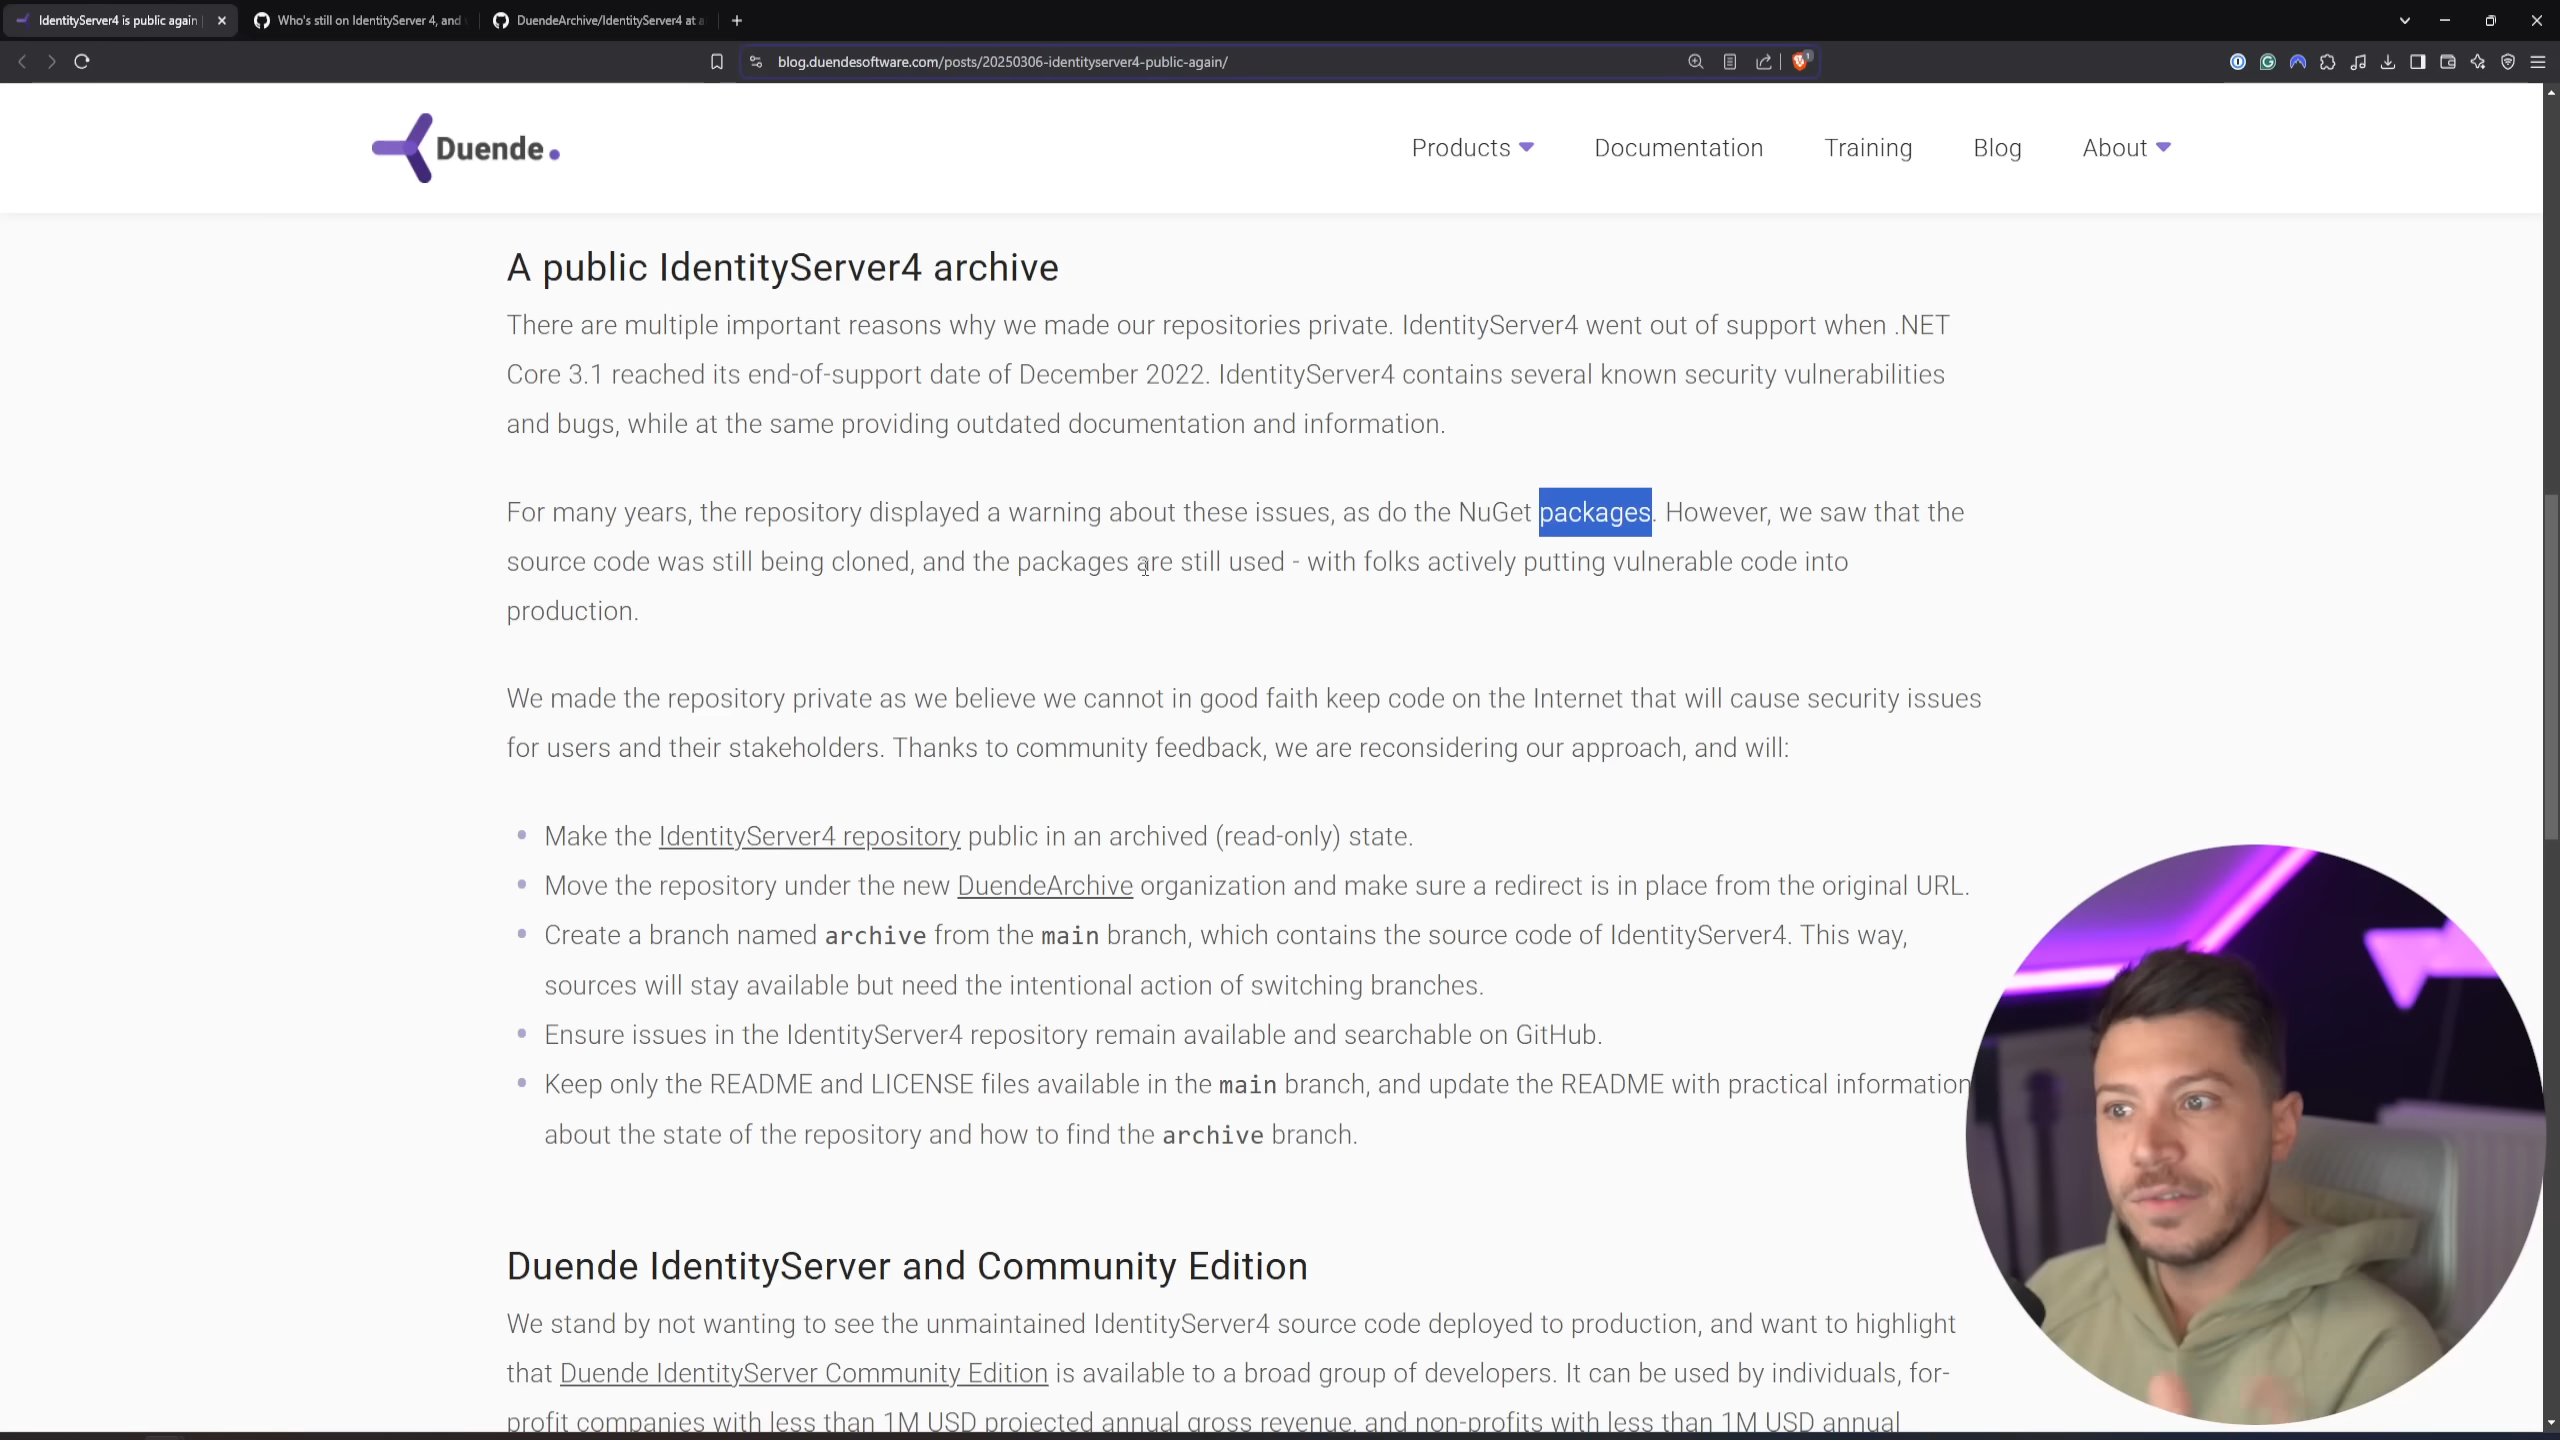 IdentityServer4 is public again
Who's still on IdentityServer 4, and
DuendeArchive/IdentityServer4 at a
blog.duendesoftware.com/posts/20250306-identityserver4-public-again/
1
Duende
Products
Documentation
Training
Blog
About
A public IdentityServer4 archive
There are multiple important reasons why we made our repositories private. IdentityServer4 went out of support when .NET
Core 3.1 reached its end-of-support date of December 2022. IdentityServer4 contains several known security vulnerabilities
and bugs, while at the same providing outdated documentation and information.
For many years, the repository displayed a warning about these issues, as do the NuGet packages. However, we saw that the
source code was still being cloned, and the packages are still used - with folks actively putting vulnerable code into
production.
We made the repository private as we believe we cannot in good faith keep code on the Internet that will cause security issues
for users and their stakeholders. Thanks to community feedback, we are reconsidering our approach, and will:
• Make the IdentityServer4 repository public in an archived (read-only) state.
• Move the repository under the new DuendeArchive organization and make sure a redirect is in place from the original URL.
• Create a branch named archive from the main branch, which contains the source code of IdentityServer4. This way,
sources will stay available but need the intentional action of switching branches.
• Ensure issues in the IdentityServer4 repository remain available and searchable on GitHub.
• Keep only the README and LICENSE files available in the main branch, and update the README with practical information
about the state of the repository and how to find the archive branch.
Duende IdentityServer and Community Edition
We stand by not wanting to see the unmaintained IdentityServer4 source code deployed to production, and want to highlight
that Duende IdentityServer Community Edition is available to a broad group of developers. It can be used by individuals, for-
profit companies with less than 1M USD projected annual gross revenue, and non-profits with less than 1M USD annual